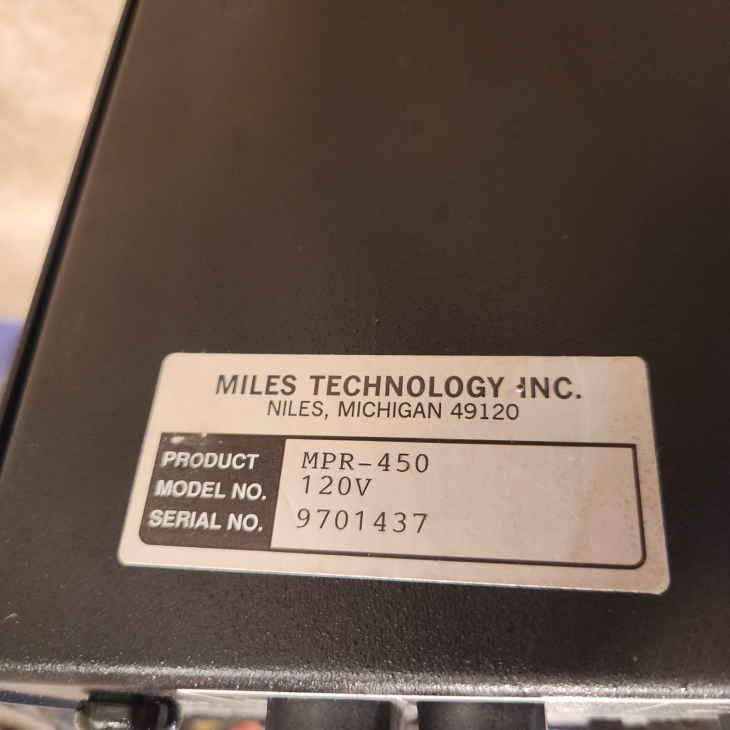 MILES TECHNOLOGY INC.
NILES, MICHIGAN 49120
PRODUCT MPR-450
MODEL NO. 120V
SERIAL NO. 9701437